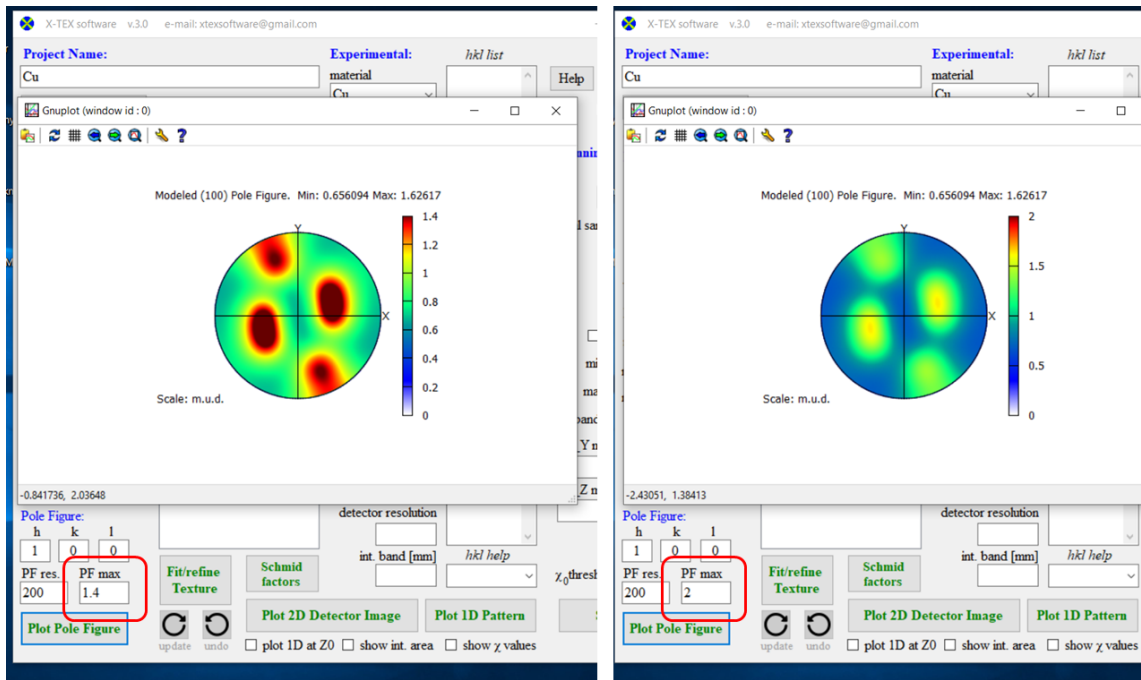 X-TEX software v.3.0 e-mail: xtexsoftware@gmail.com
Project Name:
Experimental:
hkl list
Cu
material
Help
Cu
Gnuplot (window id : 0)
Modeled (100) Pole Figure. Min: 0.656094 Max: 1.62617
Y
X
1.4
1.2
1
0.8
0.6
0.4
0.2
0
Scale: m.u.d.
-0.841736, 2.03648
Pole Figure:
h k l
1 0 0
PF res. PF max
200 1.4
Plot Pole Figure
Fit/refine
Texture
update undo
Schmid
factors
detector resolution
int. band [mm]
hkl help
Plot 2D Detector Image
Plot 1D Pattern
plot 1D at Z0 show int. area show χ values
X-TEX software v.3.0 e-mail: xtexsoftware@gmail.com
Project Name:
Experimental:
hkl list
Cu
material
Cu
Gnuplot (window id : 0)
Modeled (100) Pole Figure. Min: 0.656094 Max: 1.62617
Y
X
2
1.5
1
0.5
0
Scale: m.u.d.
-2.43051, 1.38413
Pole Figure:
h k l
1 0 0
PF res. PF max
200 2
Plot Pole Figure
Fit/refine
Texture
update undo
Schmid
factors
detector resolution
int. band [mm]
hkl help
Plot 2D Detector Image
Plot 1D Pattern
plot 1D at Z0 show int. area show χ values